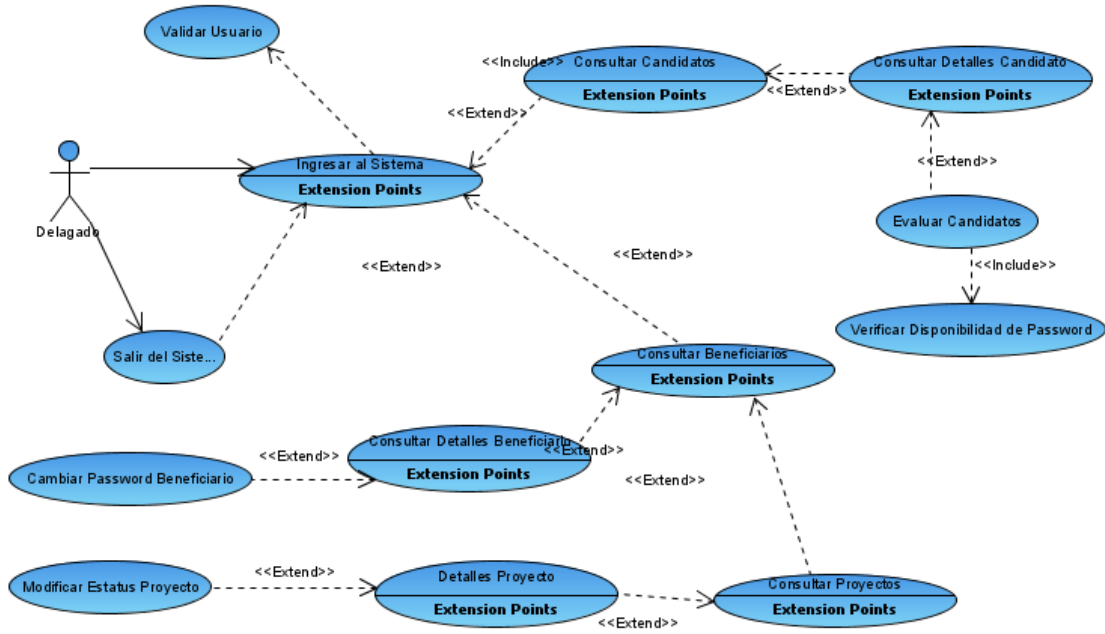 Validar Usuario
<<Include>>
Consultar Candidatos
Extension Points
Consultar Detalles Candidato
Extension Points
<<Extend>>
<<Extend>>
Ingresar al Sistema
Extension Points
<<Extend>>
Delagado
Evaluar Candidatos
<<Extend>>
<<Extend>>
<<Include>>
Verificar Disponibilidad de Password
Salir del Siste...
Consultar Beneficiarios
Extension Points
Consultar Detalles Beneficiario
Extension Points
<<Extend>>
<<Extend>>
Cambiar Password Beneficiario
<<Extend>>
<<Extend>>
Modificar Estatus Proyecto
Detalles Proyecto
Extension Points
Consultar Proyectos
Extension Points
<<Extend>>